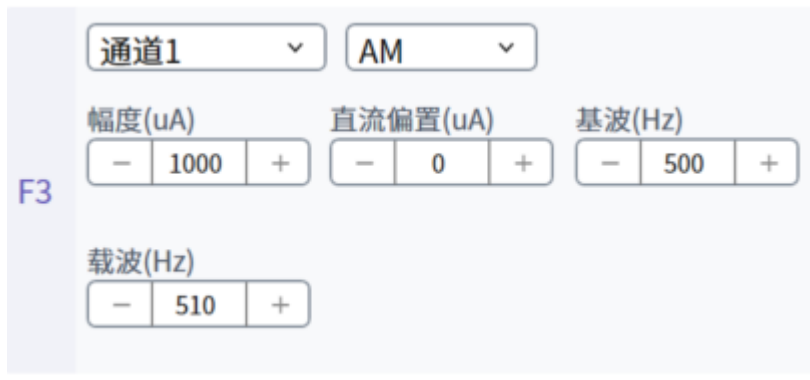 通道1 AM
幅度(uA) 直流偏置(uA) 基波(Hz)
− 1000 + − 0 + − 500 +
F3
载波(Hz)
− 510 +